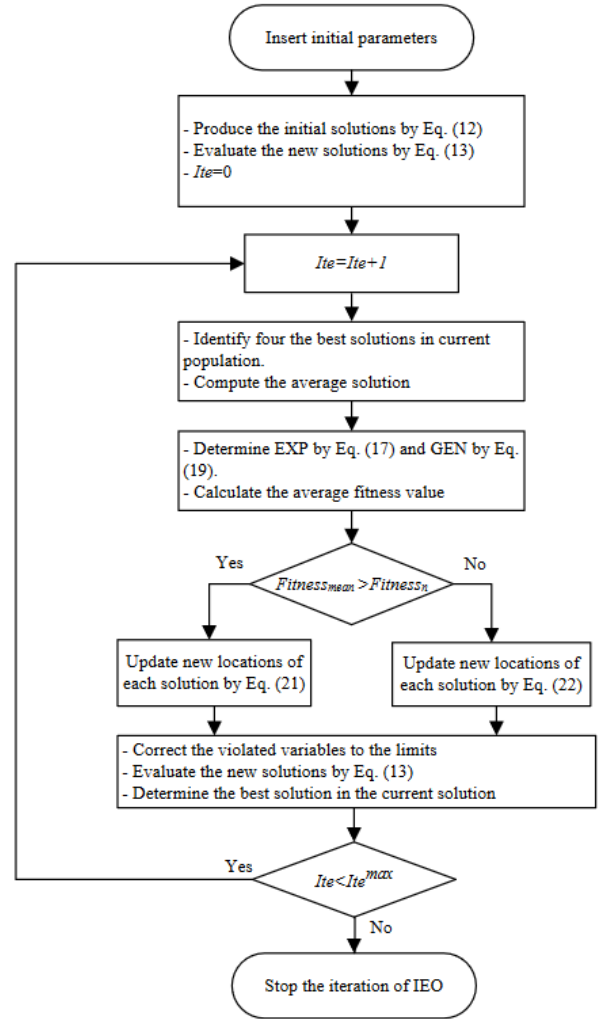 Insert initial parameters
- Produce the initial solutions by Eq. (12)
- Evaluate the new solutions by Eq. (13)
- Ite=0
Ite=Ite+1
- Identify four the best solutions in current
population.
- Compute the average solution
- Determine EXP by Eq. (17) and GEN by Eq.
(19).
- Calculate the average fitness value
Yes
No
Fitnessmean>Fitnessn
Update new locations of
each solution by Eq. (21)
Update new locations of
each solution by Eq. (22)
- Correct the violated variables to the limits
- Evaluate the new solutions by Eq. (13)
- Determine the best solution in the current solution
Yes
Ite<Itemax
No
Stop the iteration of IEO